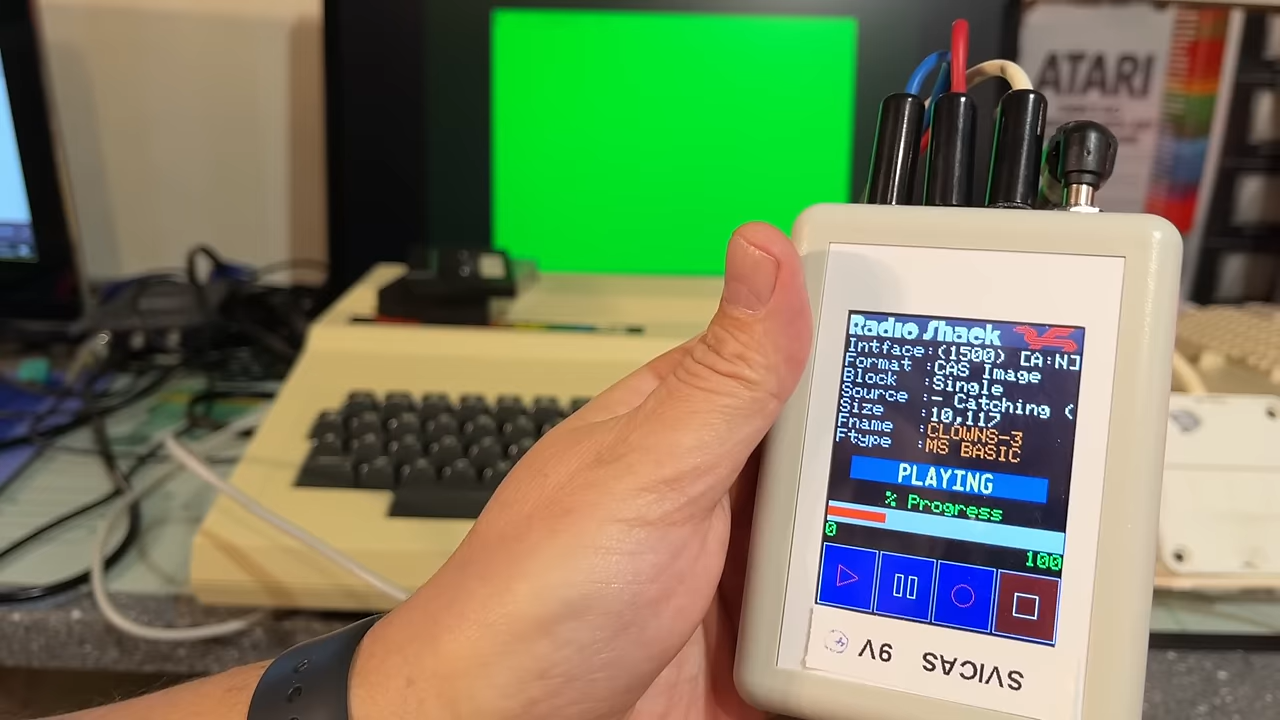 ATARI
Radio Shack
Intface:(1500) [A:N]
Format :CAS Image
Block :Single
Source :- Catching (
Size :10,117
Fname :CLOWNS-3
Ftype :MS BASIC
PLAYING
% Progress
0 100
SVICAS 9V